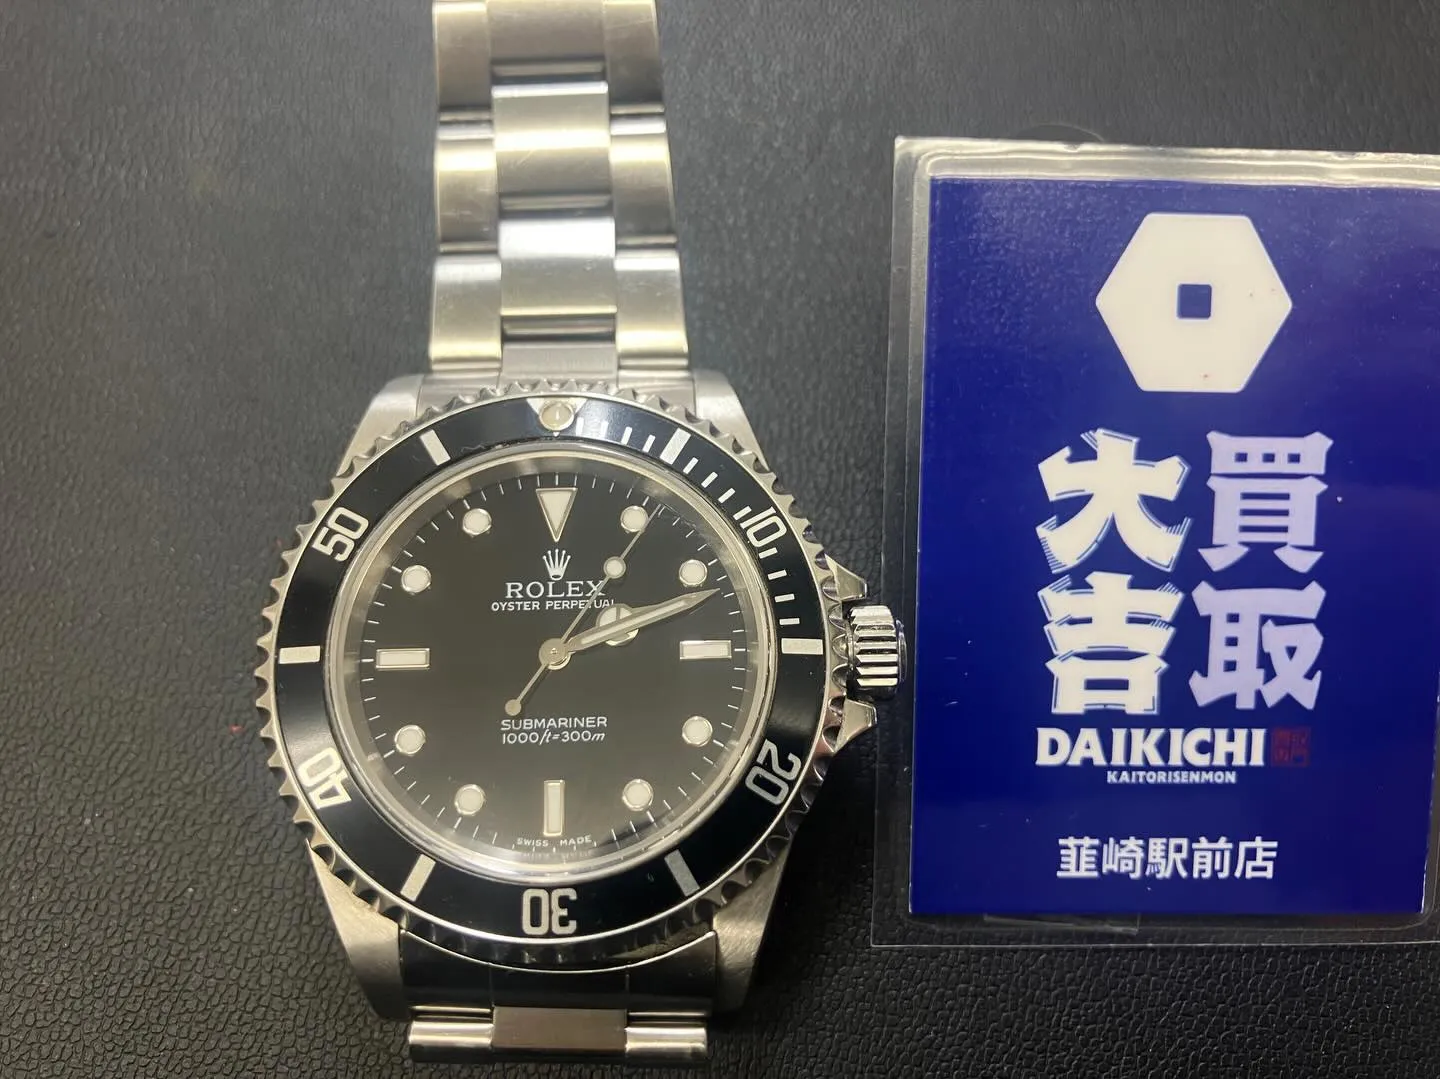 50
10
ROLEX
OYSTER PERPETUAL
SUBMARINER
1000ft=300m
40
20
SWISS MADE
30
買取
大吉
DAIKICHI
KAITORISENMON
韮崎駅前店